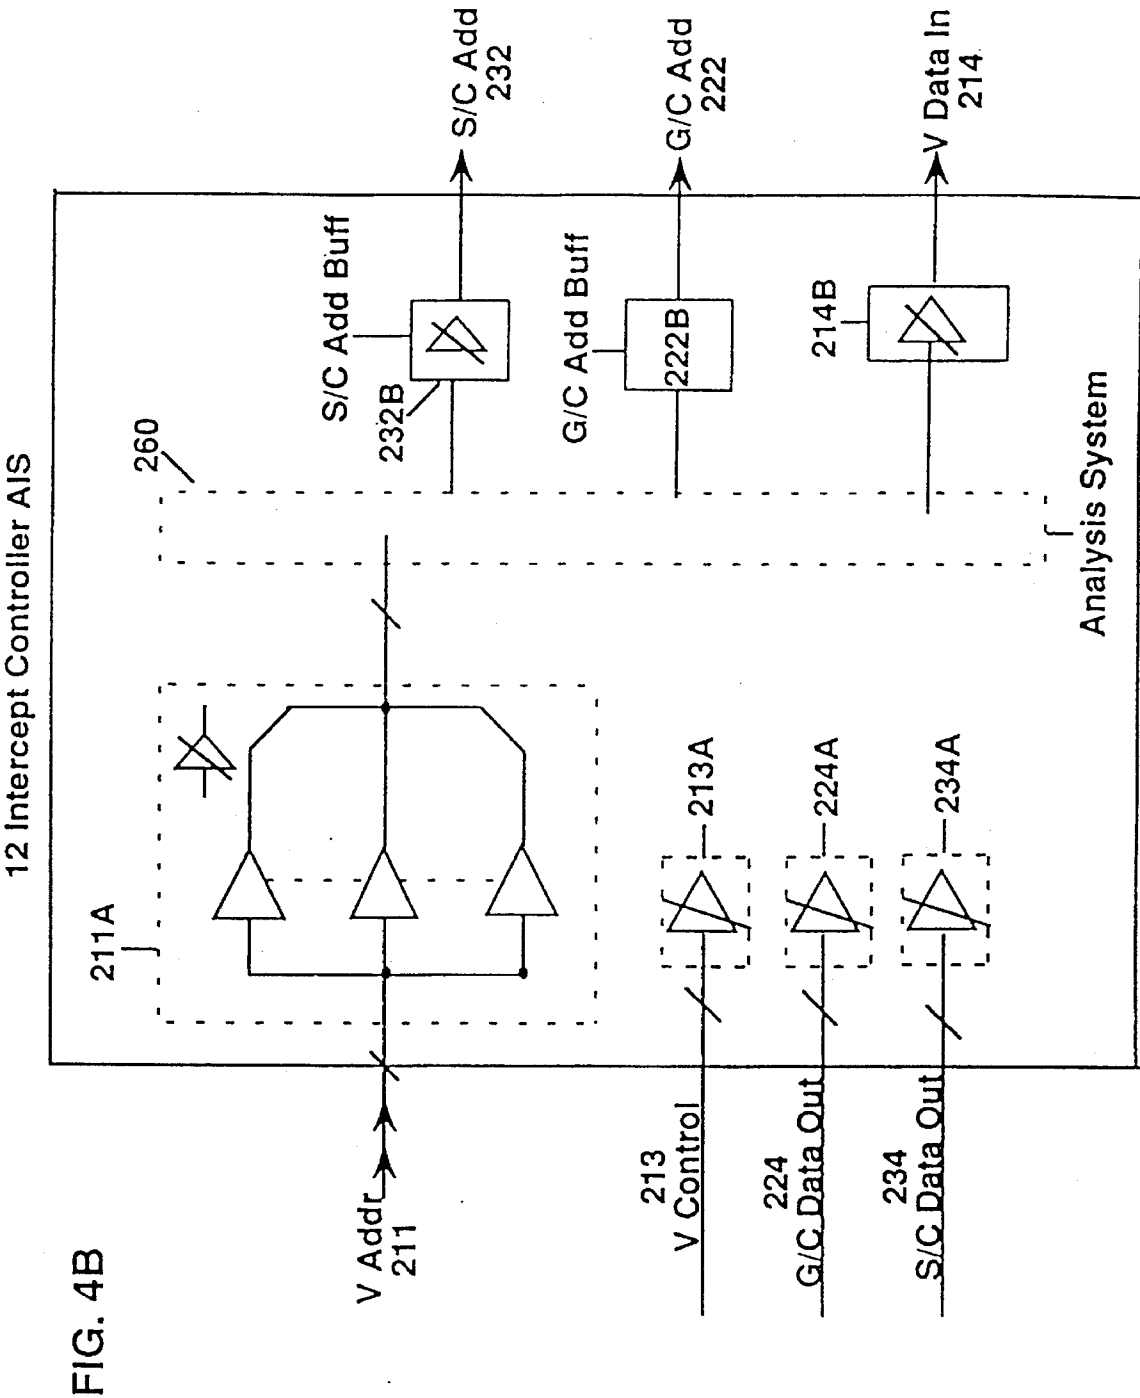 FIG. 4B
12 Intercept Controller AIS
V Addr
211
211A
260
S/C Add Buff
232B
S/C Add
232
G/C Add Buff
222B
G/C Add
222
214B
V Data In
214
213
V Control
213A
224
G/C Data Out
224A
234
S/C Data Out
234A
Analysis System